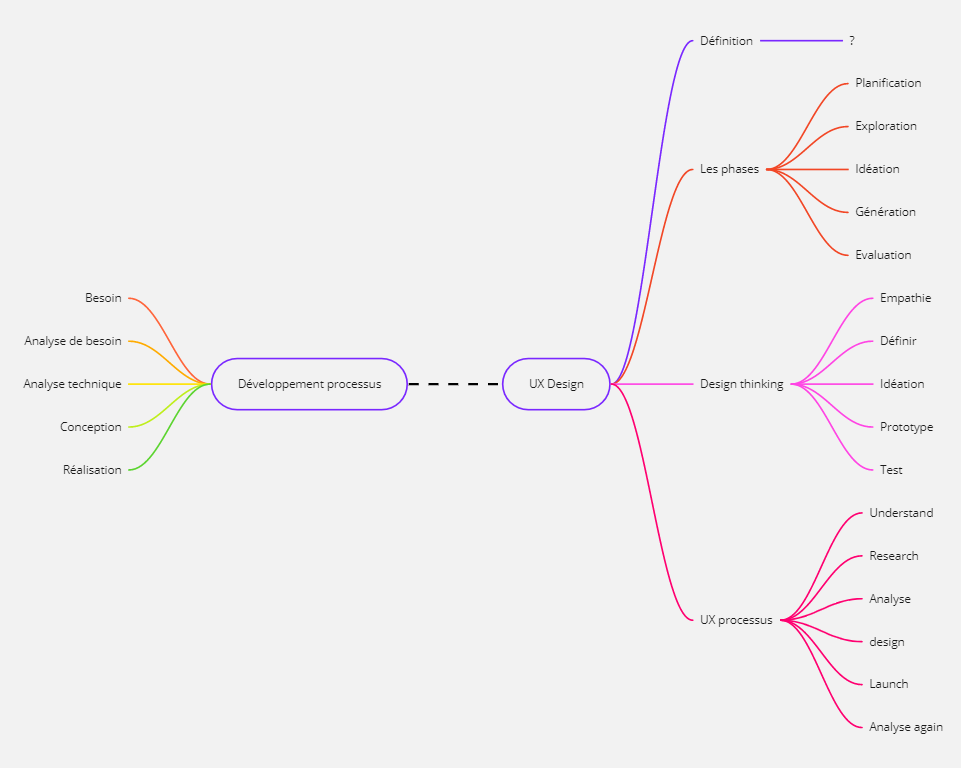 Développement processus
Besoin
Analyse de besoin
Analyse technique
Conception
Réalisation
UX Design
Définition
?
Les phases
Planification
Exploration
Idéation
Génération
Evaluation
Design thinking
Empathie
Définir
Idéation
Prototype
Test
UX processus
Understand
Research
Analyse
design
Launch
Analyse again